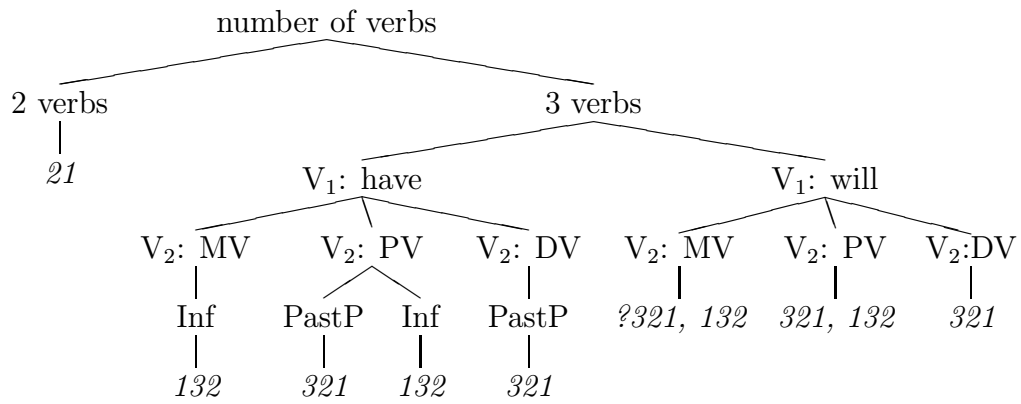 number of verbs
2 verbs 3 verbs
21 V₁: have V₁: will
V₂: MV V₂: PV V₂: DV V₂: MV V₂: PV V₂:DV
Inf PastP Inf PastP ?321, 132 321, 132 321
132 321 132 321